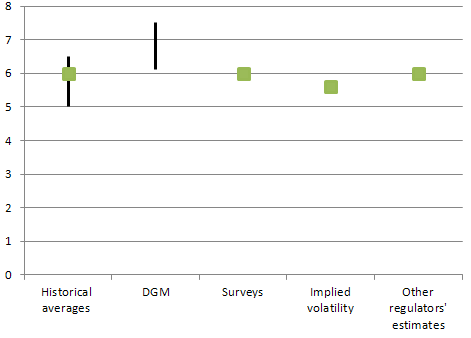 8
7
6
5
4
3
2
1
0
Historical
averages
DGM
Surveys
Implied
volatility
Other
regulators'
estimates